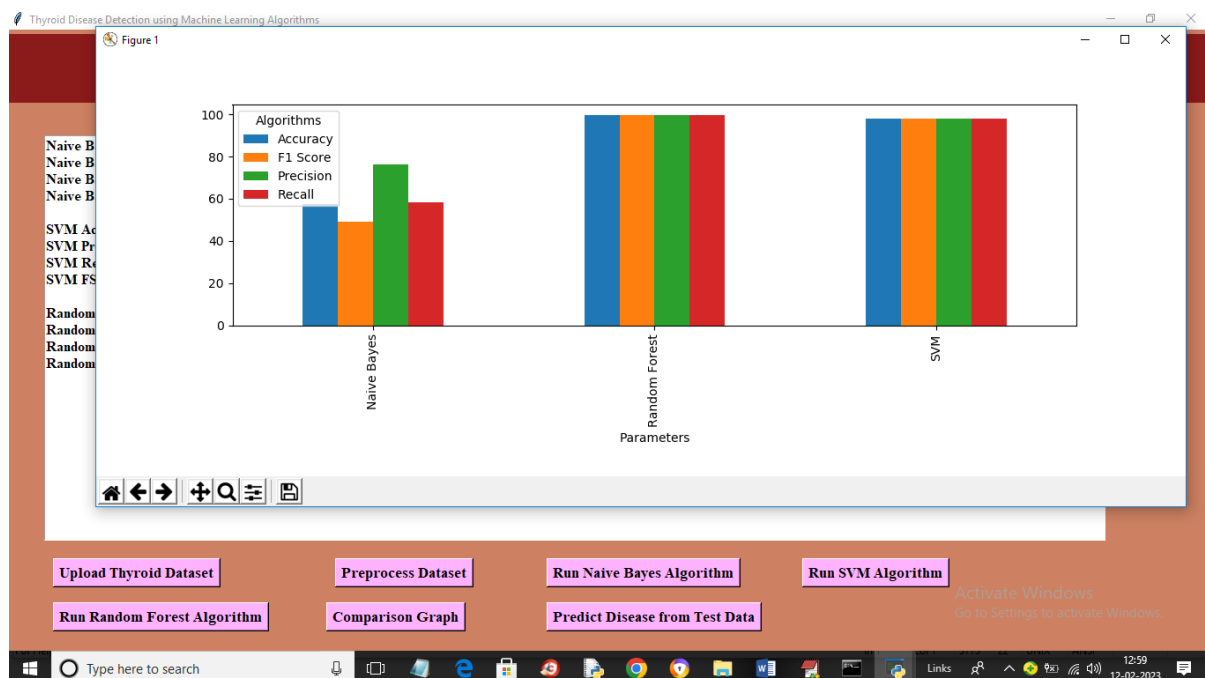 Thyroid Disease Detection using Machine Learning Algorithms
Figure 1
Algorithms
Accuracy
F1 Score
Precision
Recall
100
80
60
40
20
0
Naive Bayes
Random Forest
SVM
Parameters
Naive B
Naive B
Naive B
Naive B
SVM Ac
SVM Pr
SVM Re
SVM FS
Random
Random
Random
Random
Upload Thyroid Dataset
Preprocess Dataset
Run Naive Bayes Algorithm
Run SVM Algorithm
Run Random Forest Algorithm
Comparison Graph
Predict Disease from Test Data
Activate Windows
Go to Settings to activate Windows.
Type here to search
Links
12:59
12-02-2023